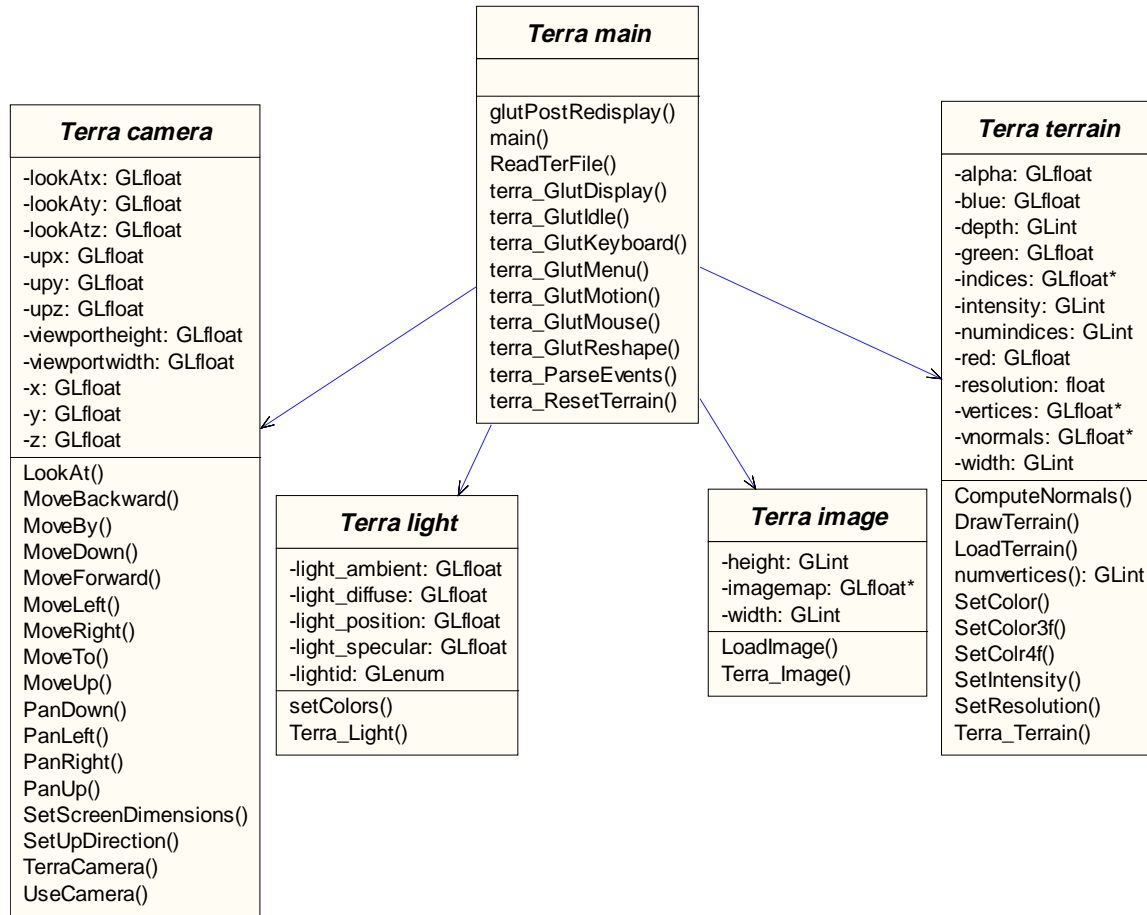 Terra main
glutPostRedisplay()
main()
ReadTerFile()
terra_GlutDisplay()
terra_GlutIdle()
terra_GlutKeyboard()
terra_GlutMenu()
terra_GlutMotion()
terra_GlutMouse()
terra_GlutReshape()
terra_ParseEvents()
terra_ResetTerrain()
Terra camera
-lookAtx: GLfloat
-lookAty: GLfloat
-lookAtz: GLfloat
-upx: GLfloat
-upy: GLfloat
-upz: GLfloat
-viewportheight: GLfloat
-viewportwidth: GLfloat
-x: GLfloat
-y: GLfloat
-z: GLfloat
LookAt()
MoveBackward()
MoveBy()
MoveDown()
MoveForward()
MoveLeft()
MoveRight()
MoveTo()
MoveUp()
PanDown()
PanLeft()
PanRight()
PanUp()
SetScreenDimensions()
SetUpDirection()
TerraCamera()
UseCamera()
Terra light
-light_ambient: GLfloat
-light_diffuse: GLfloat
-light_position: GLfloat
-light_specular: GLfloat
-lightid: GLenum
setColors()
Terra_Light()
Terra image
-height: GLint
-imagemap: GLfloat*
-width: GLint
LoadImage()
Terra_Image()
Terra terrain
-alpha: GLfloat
-blue: GLfloat
-depth: GLint
-green: GLfloat
-indices: GLfloat*
-intensity: GLint
-numindices: GLint
-red: GLfloat
-resolution: float
-vertices: GLfloat*
-vnormals: GLfloat*
-width: GLint
ComputeNormals()
DrawTerrain()
LoadTerrain()
numvertices(): GLint
SetColor()
SetColor3f()
SetColr4f()
SetIntensity()
SetResolution()
Terra_Terrain()